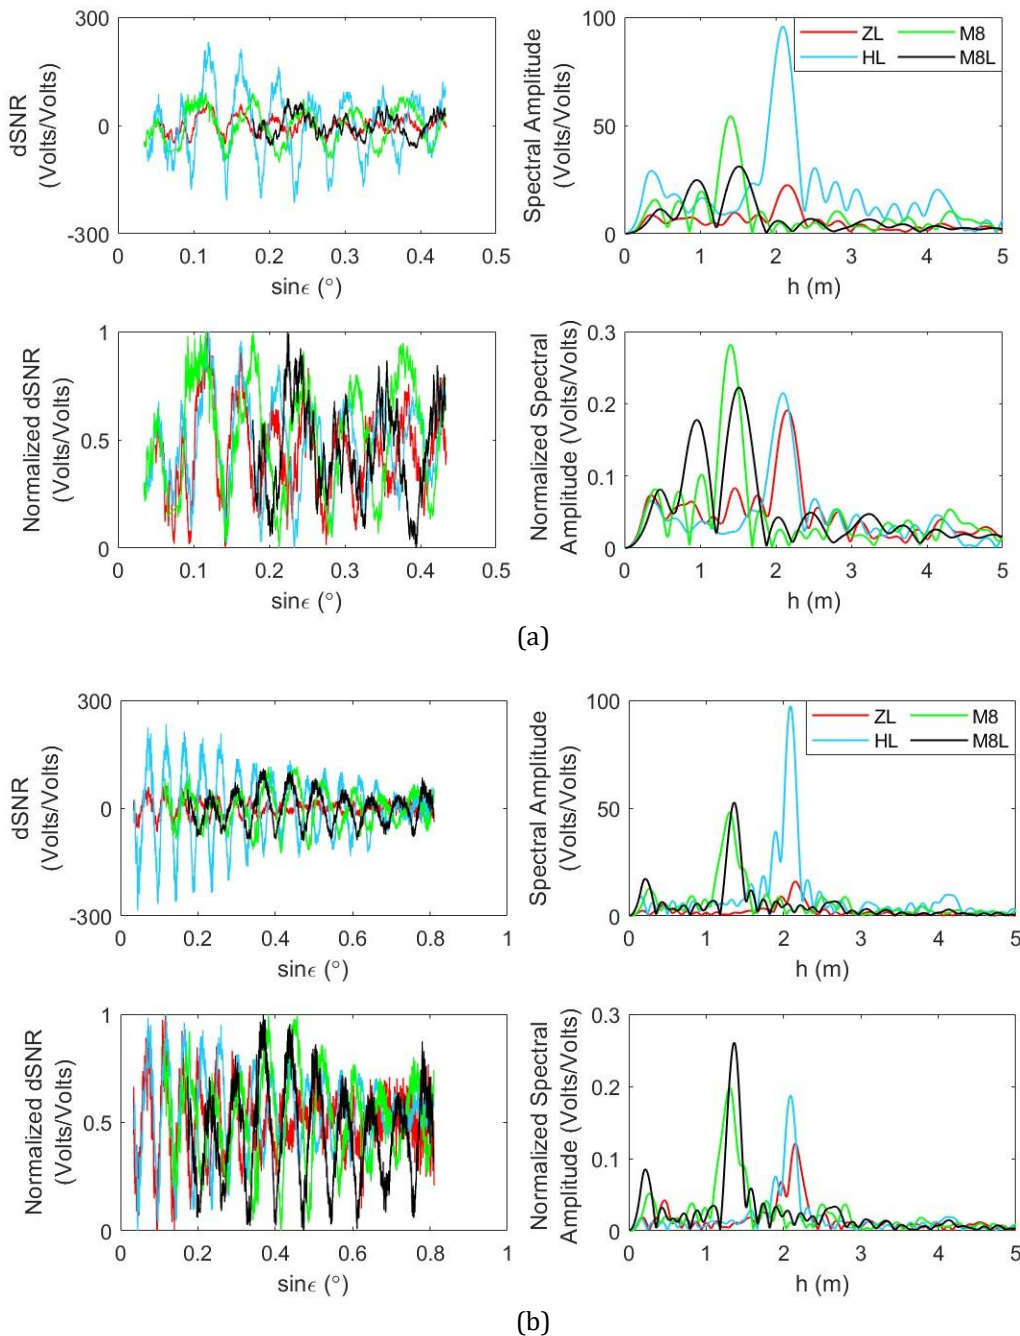 300
0
-300
dSNR
(Volts/Volts)
0
0.1
0.2
0.3
0.4
0.5
sinϵ (°)
100
50
0
Spectral Amplitude
(Volts/Volts)
ZL
M8
HL
M8L
0
1
2
3
4
5
h (m)
1
0.5
0
Normalized dSNR
(Volts/Volts)
0
0.1
0.2
0.3
0.4
0.5
sinϵ (°)
0.3
0.2
0.1
0
Normalized Spectral
Amplitude (Volts/Volts)
0
1
2
3
4
5
h (m)
(a)
300
0
-300
dSNR
(Volts/Volts)
0
0.2
0.4
0.6
0.8
1
sinϵ (°)
100
50
0
Spectral Amplitude
(Volts/Volts)
ZL
M8
HL
M8L
0
1
2
3
4
5
h (m)
1
0.5
0
Normalized dSNR
(Volts/Volts)
0
0.2
0.4
0.6
0.8
1
sinϵ (°)
0.3
0.2
0.1
0
Normalized Spectral
Amplitude (Volts/Volts)
0
1
2
3
4
5
h (m)
(b)